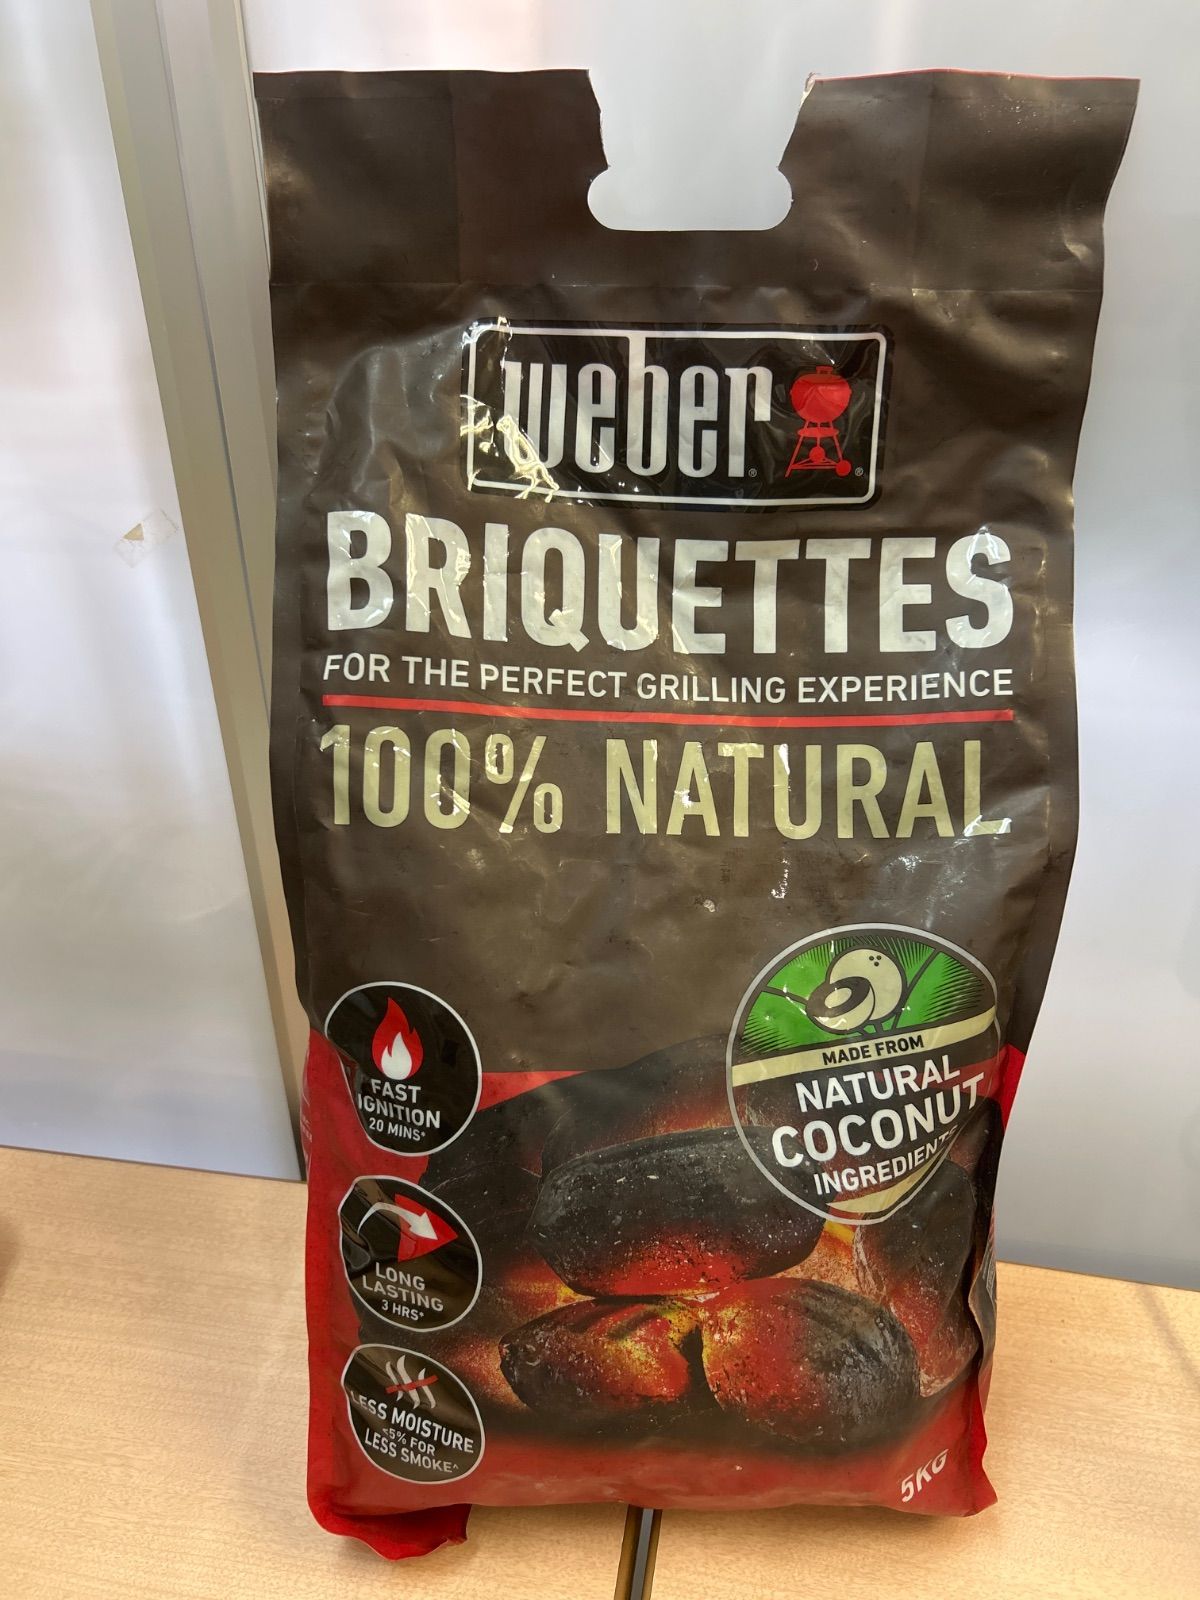 weber
BRIQUETTES
FOR THE PERFECT GRILLING EXPERIENCE
100% NATURAL
MADE FROM
NATURAL
COCONUT
INGREDIENTS
FAST
IGNITION
20 MINS*
LONG
LASTING
3 HRS*
LESS MOISTURE
<5% FOR
LESS SMOKE^
5KG